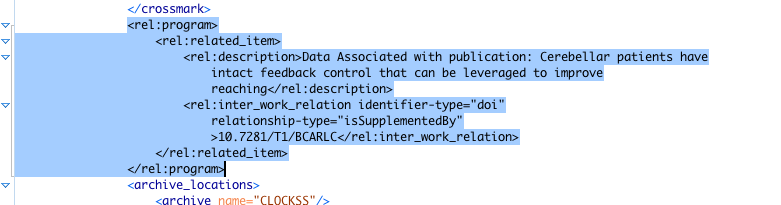 </crossmark>
<rel:program>
<rel:related_item>
<rel:description>Data Associated with publication: Cerebellar patients have
intact feedback control that can be leveraged to improve
reaching</rel:description>
<rel:inter_work_relation identifier-type="doi"
relationship-type="isSupplementedBy"
>10.7281/T1/BCARLC</rel:inter_work_relation>
</rel:related_item>
</rel:program>
<archive_locations>
<archive name="CLOCKSS"/>